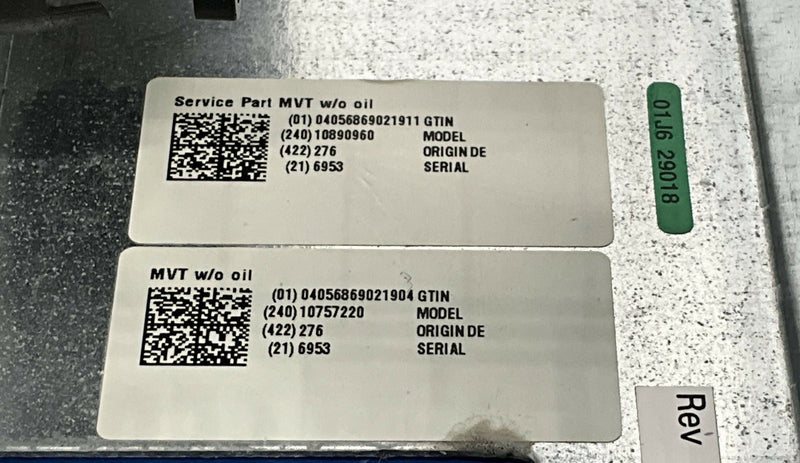 Service Part MVT w/o oil
(01) 04056869021911 GTIN
(240) 10890960 MODEL
(422) 276 ORIGIN DE
(21) 6953 SERIAL
01J6 29018
MVT w/o oil
(01) 04056869021904 GTIN
(240) 10757220 MODEL
(422) 276 ORIGIN DE
(21) 6953 SERIAL
Rev